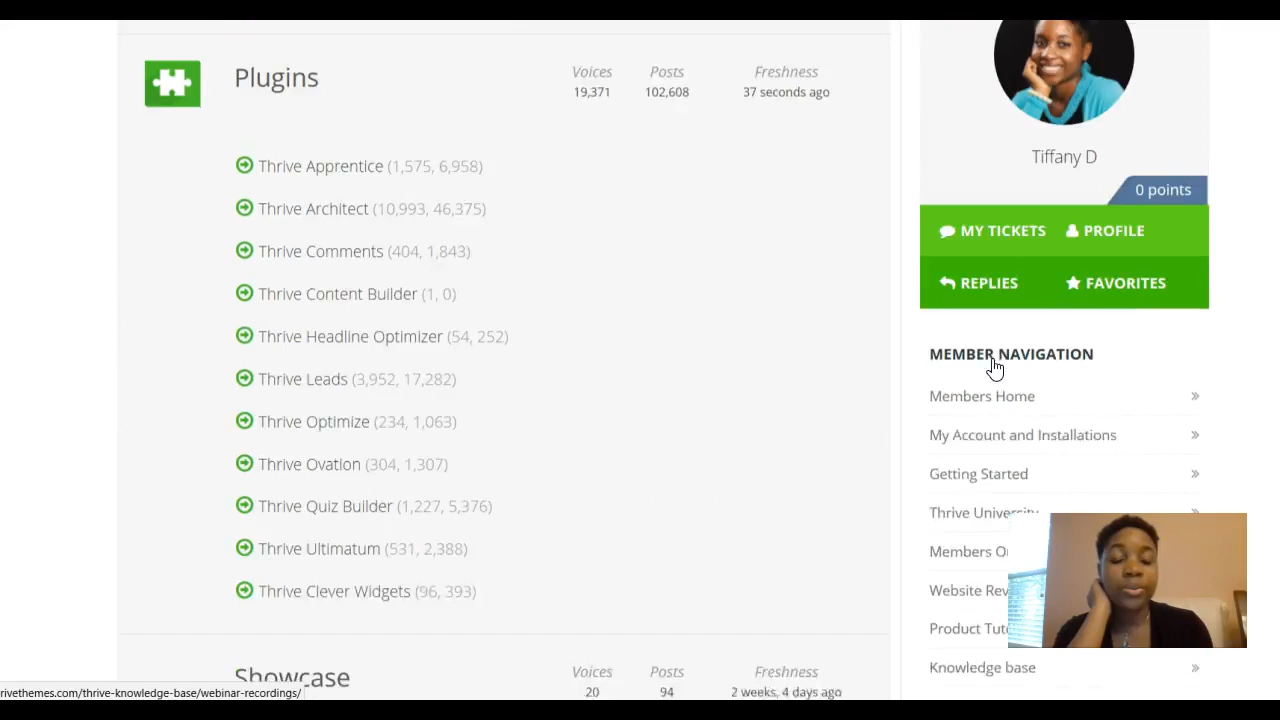 Plugins
Voices
19,371
Posts
102,608
Freshness
37 seconds ago
Thrive Apprentice (1,575, 6,958)
Thrive Architect (10,993, 46,375)
Thrive Comments (404, 1,843)
Thrive Content Builder (1, 0)
Thrive Headline Optimizer (54, 252)
Thrive Leads (3,952, 17,282)
Thrive Optimize (234, 1,063)
Thrive Ovation (304, 1,307)
Thrive Quiz Builder (1,227, 5,376)
Thrive Ultimatum (531, 2,388)
Thrive Clever Widgets (96, 393)
Showcase
Voices
20
Posts
94
Freshness
2 weeks, 4 days ago
rivethemes.com/thrive-knowledge-base/webinar-recordings/
Tiffany D
0 points
MY TICKETS
PROFILE
REPLIES
FAVORITES
MEMBER NAVIGATION
Members Home
My Account and Installations
Getting Started
Thrive University
Members
Website
Product
Knowledge base